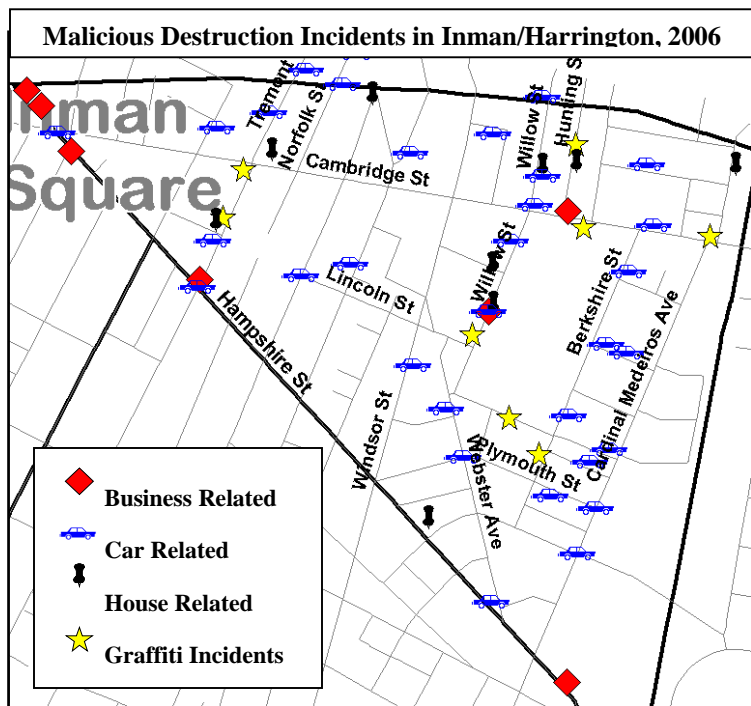 Malicious Destruction Incidents in Inman/Harrington, 2006
Inman
Square
Tremont
Norfolk St
Cambridge St
Willow St
Hunting S
Willow St
Lincoln St
Berkshire St
Hampshire St
Windsor St
Cardinal Medeiros Ave
Plymouth St
Webster Ave
Business Related
Car Related
House Related
Graffiti Incidents